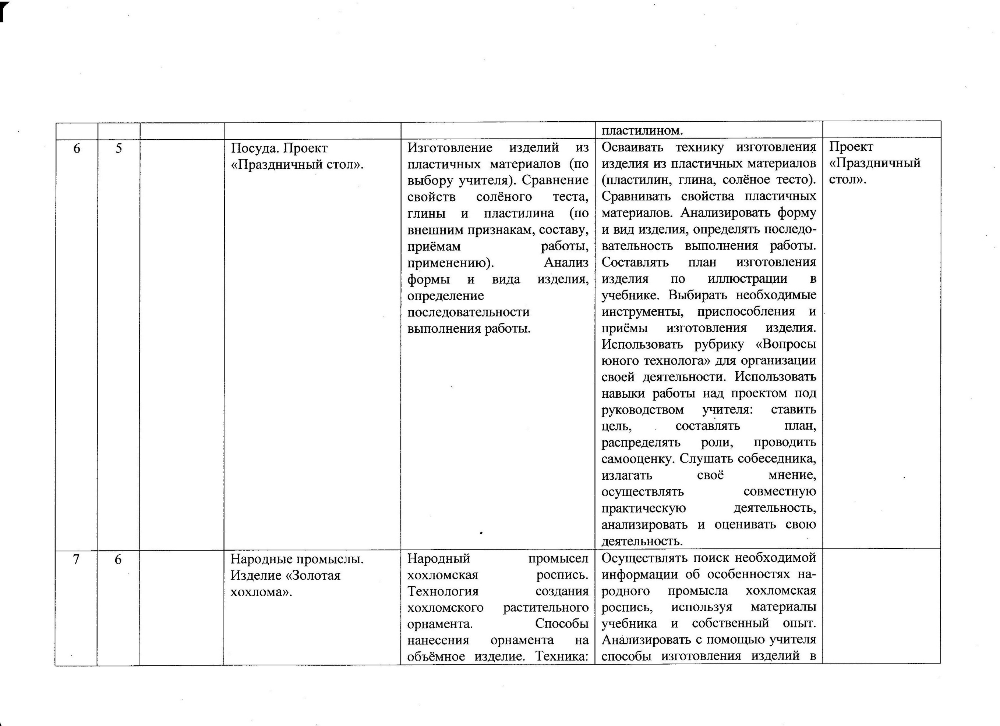 пластилином.
6
5
Посуда. Проект
«Праздничный стол».
Изготовление изделий из
пластичных материалов (по
выбору учителя). Сравнение
свойств солёного теста,
глины и пластилина (по
внешним признакам, составу,
приёмам работы,
применению). Анализ
формы и вида изделия,
определение
последовательности
выполнения работы.
Осваивать технику изготовления
изделия из пластичных материалов
(пластилин, глина, солёное тесто).
Сравнивать свойства пластичных
материалов. Анализировать форму
и вид изделия, определять последо-
вательность выполнения работы.
Составлять план изготовления
изделия по иллюстрации в
учебнике. Выбирать необходимые
инструменты, приспособления и
приёмы изготовления изделия.
Использовать рубрику «Вопросы
юного технолога» для организации
своей деятельности. Использовать
навыки работы над проектом под
руководством учителя: ставить
цель, составлять план,
распределять роли, проводить
самооценку. Слушать собеседника,
излагать своё мнение,
осуществлять совместную
практическую деятельность,
анализировать и оценивать свою
деятельность.
Проект
«Праздничный
стол».
7
6
Народные промыслы.
Изделие «Золотая
хохлома».
Народный промысел
хохломская роспись.
Технология создания
хохломского растительного
орнамента. Способы
нанесения орнамента на
объёмное изделие. Техника:
Осуществлять поиск необходимой
информации об особенностях на-
родного промысла хохломская
роспись, используя материалы
учебника и собственный опыт.
Анализировать с помощью учителя
способы изготовления изделий в